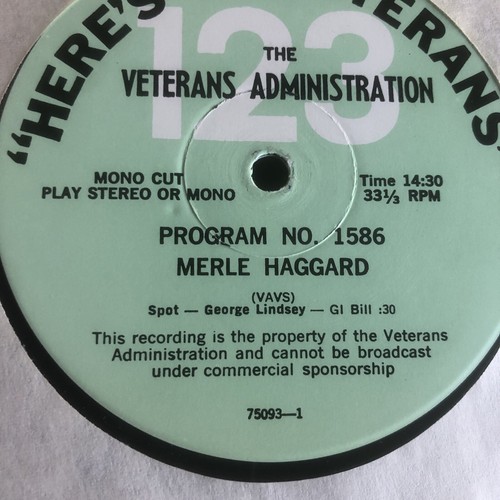 "HERE'S
VETERANS"
123
THE
VETERANS ADMINISTRATION
MONO CUT
PLAY STEREO OR MONO
Time 14:30
33⅓ RPM
PROGRAM NO. 1586
MERLE HAGGARD
(VAVS)
Spot — George Lindsey — GI Bill :30
This recording is the property of the Veterans
Administration and cannot be broadcast
under commercial sponsorship
75093—1